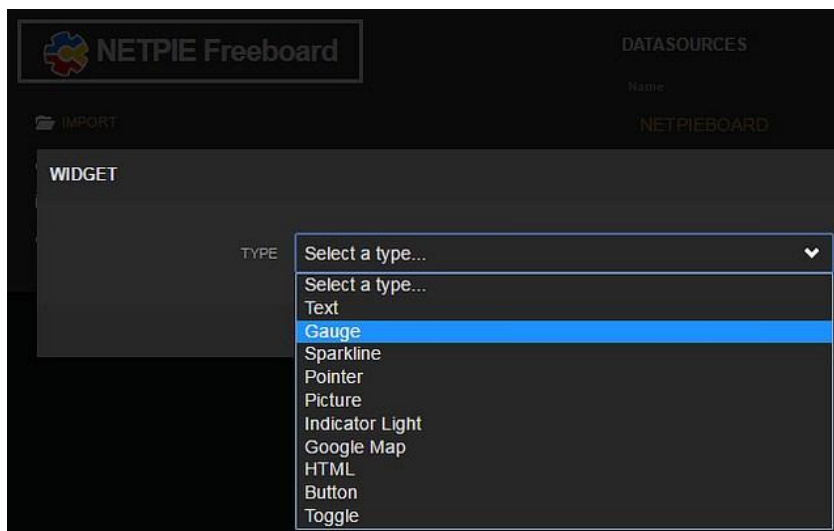 NETPIE Freeboard
DATASOURCES
Name
IMPORT
NETPIEBOARD
WIDGET
TYPE
Select a type...
Select a type...
Text
Gauge
Sparkline
Pointer
Picture
Indicator Light
Google Map
HTML
Button
Toggle